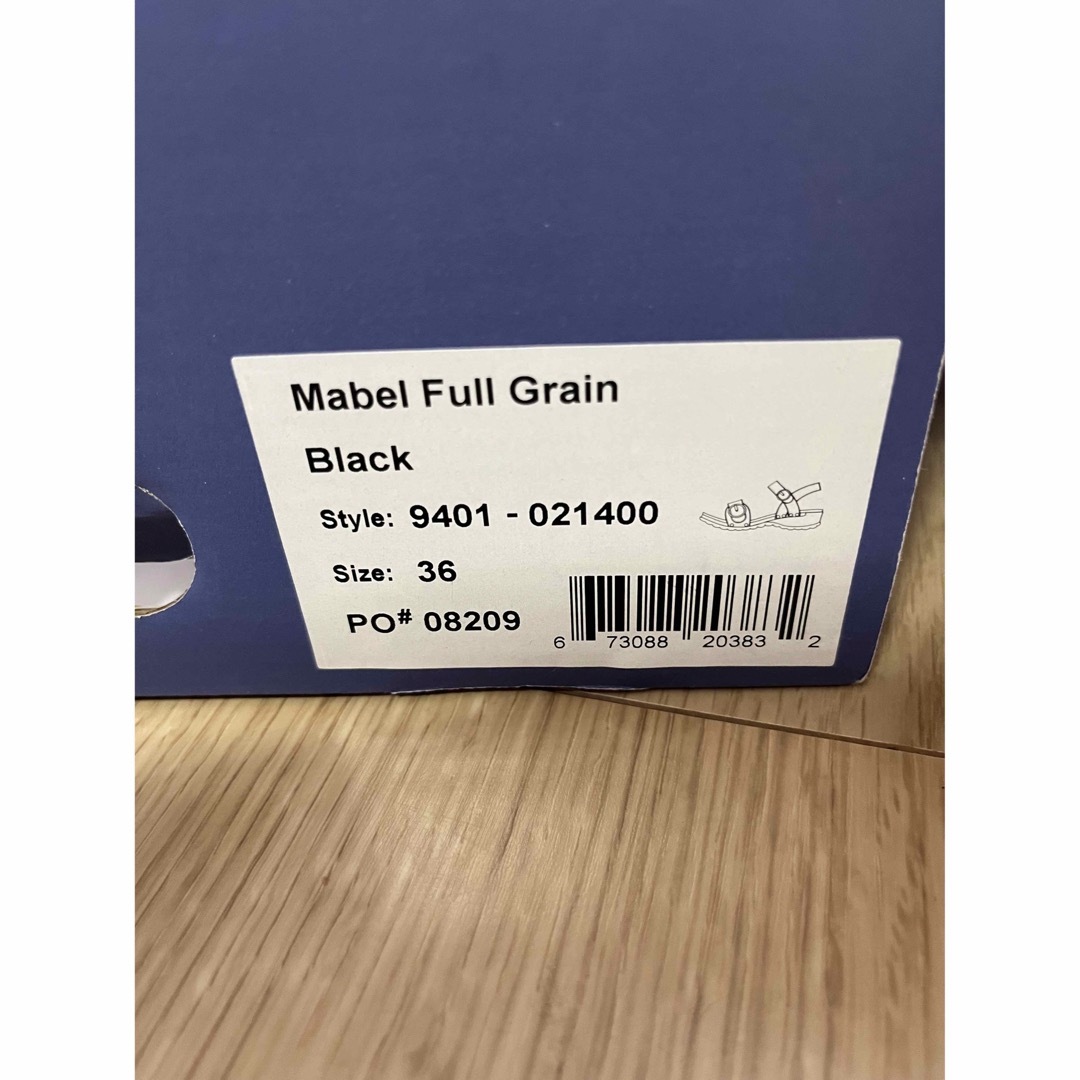 Mabel Full Grain
Black
Style: 9401 - 021400
Size: 36
PO# 08209
6 73088 20383 2